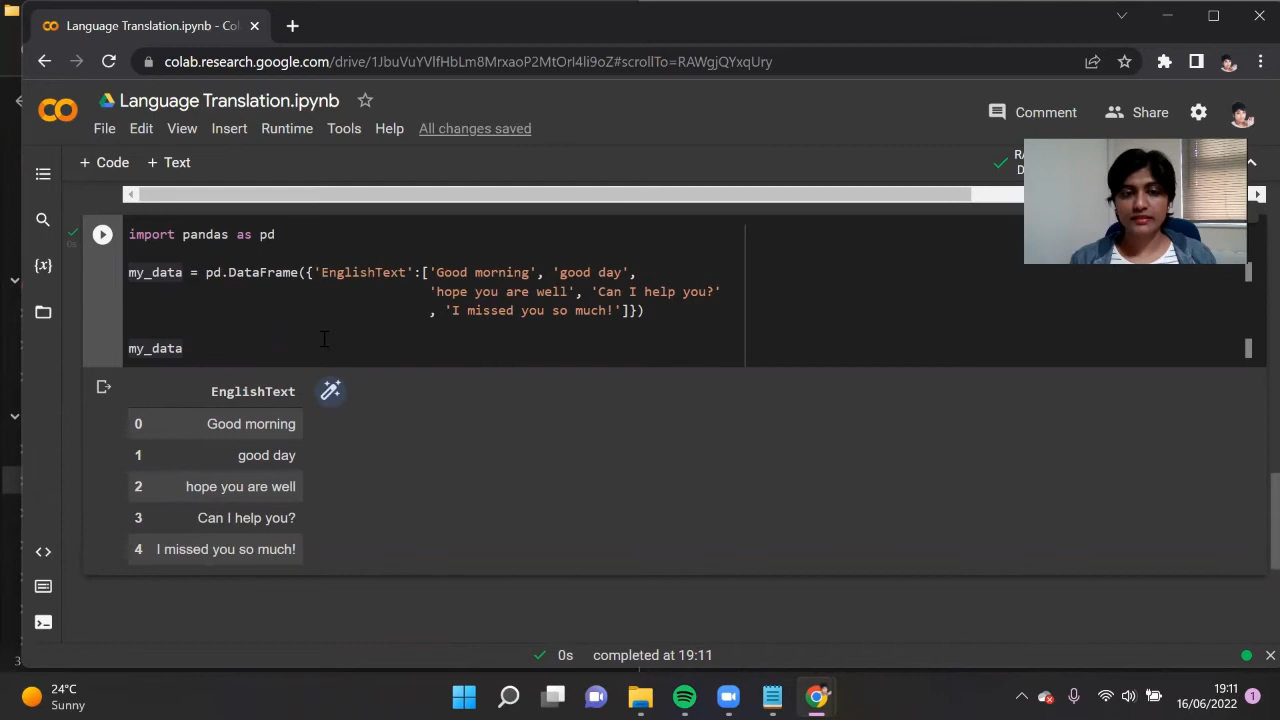 Language Translation.ipynb - Col
colab.research.google.com/drive/1JbuVuYVlfHbLm8MrxaoP2MtOrI4li9oZ#scrollTo=RAWgjQYxqUry
Language Translation.ipynb
Comment
Share
File Edit View Insert Runtime Tools Help All changes saved
+ Code + Text
import pandas as pd
my_data = pd.DataFrame({'EnglishText':['Good morning', 'good day',
'hope you are well', 'Can I help you?'
, 'I missed you so much!']})
my_data
0s
EnglishText
0 Good morning
1 good day
2 hope you are well
3 Can I help you?
4 I missed you so much!
0s completed at 19:11
24°C
Sunny
19:11
16/06/2022
1